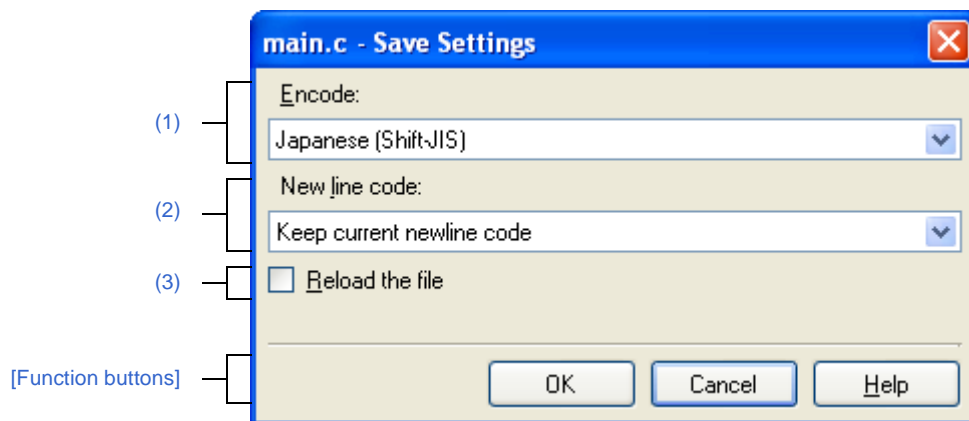 main.c - Save Settings
(1)
Encode:
Japanese (Shift-JIS)
(2)
New line code:
Keep current newline code
(3)
Reload the file
[Function buttons]
OK
Cancel
Help